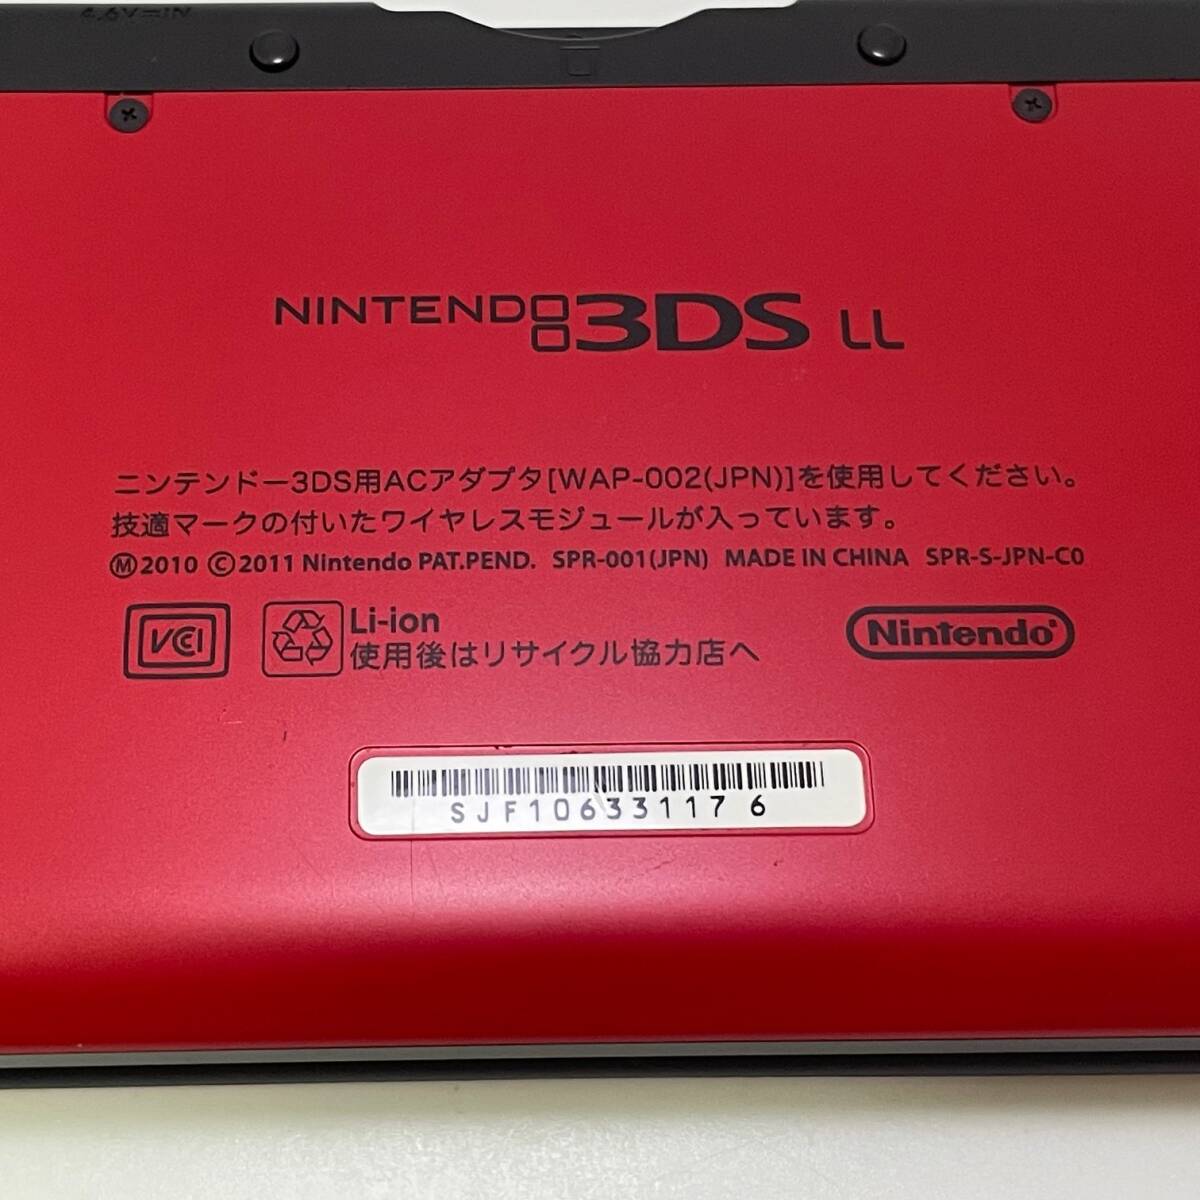 4.6V⎓IN
NINTENDO 3DS LL
ニンテンドー3DS用ACアダプタ[WAP-002(JPN)]を使用してください。
技適マークの付いたワイヤレスモジュールが入っています。
Ⓜ2010 ©2011 Nintendo PAT.PEND. SPR-001(JPN) MADE IN CHINA SPR-S-JPN-C0
VCCI
Li-ion
使用後はリサイクル協力店へ
Nintendo®
SJF10633117 6